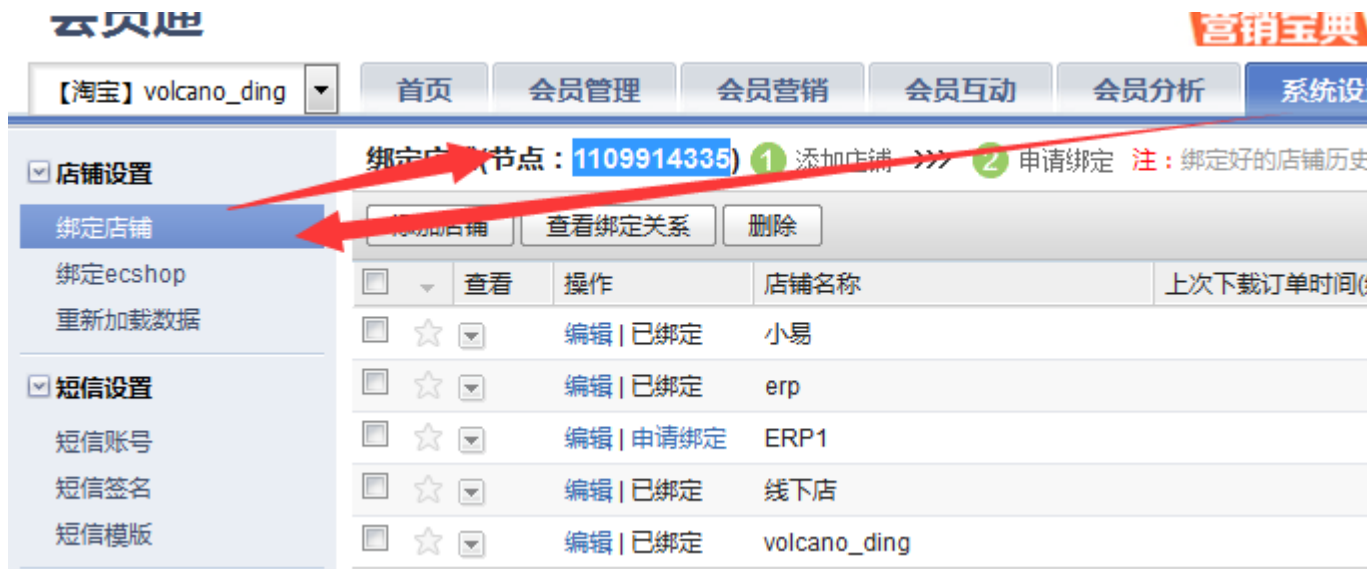 会员通
营销宝典
【淘宝】volcano_ding
首页 会员管理 会员营销 会员互动 会员分析 系统设
店铺设置
绑定店铺
绑定ecshop
重新加载数据
短信设置
短信账号
短信签名
短信模版
绑定店铺(节点：1109914335) 1 添加店铺 >>> 2 申请绑定 注：绑定好的店铺历史
添加店铺 查看绑定关系 删除
查看 操作 店铺名称 上次下载订单时间(
编辑 | 已绑定 小易
编辑 | 已绑定 erp
编辑 | 申请绑定 ERP1
编辑 | 已绑定 线下店
编辑 | 已绑定 volcano_ding